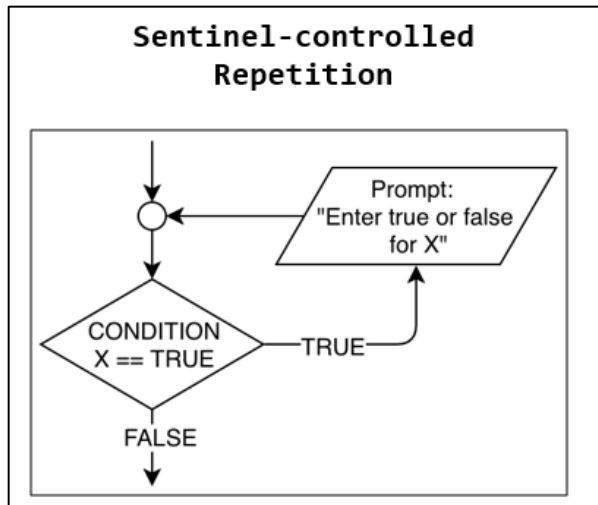 Sentinel-controlled
Repetition
Prompt:
"Enter true or false
for X"
CONDITION
X == TRUE
TRUE
FALSE